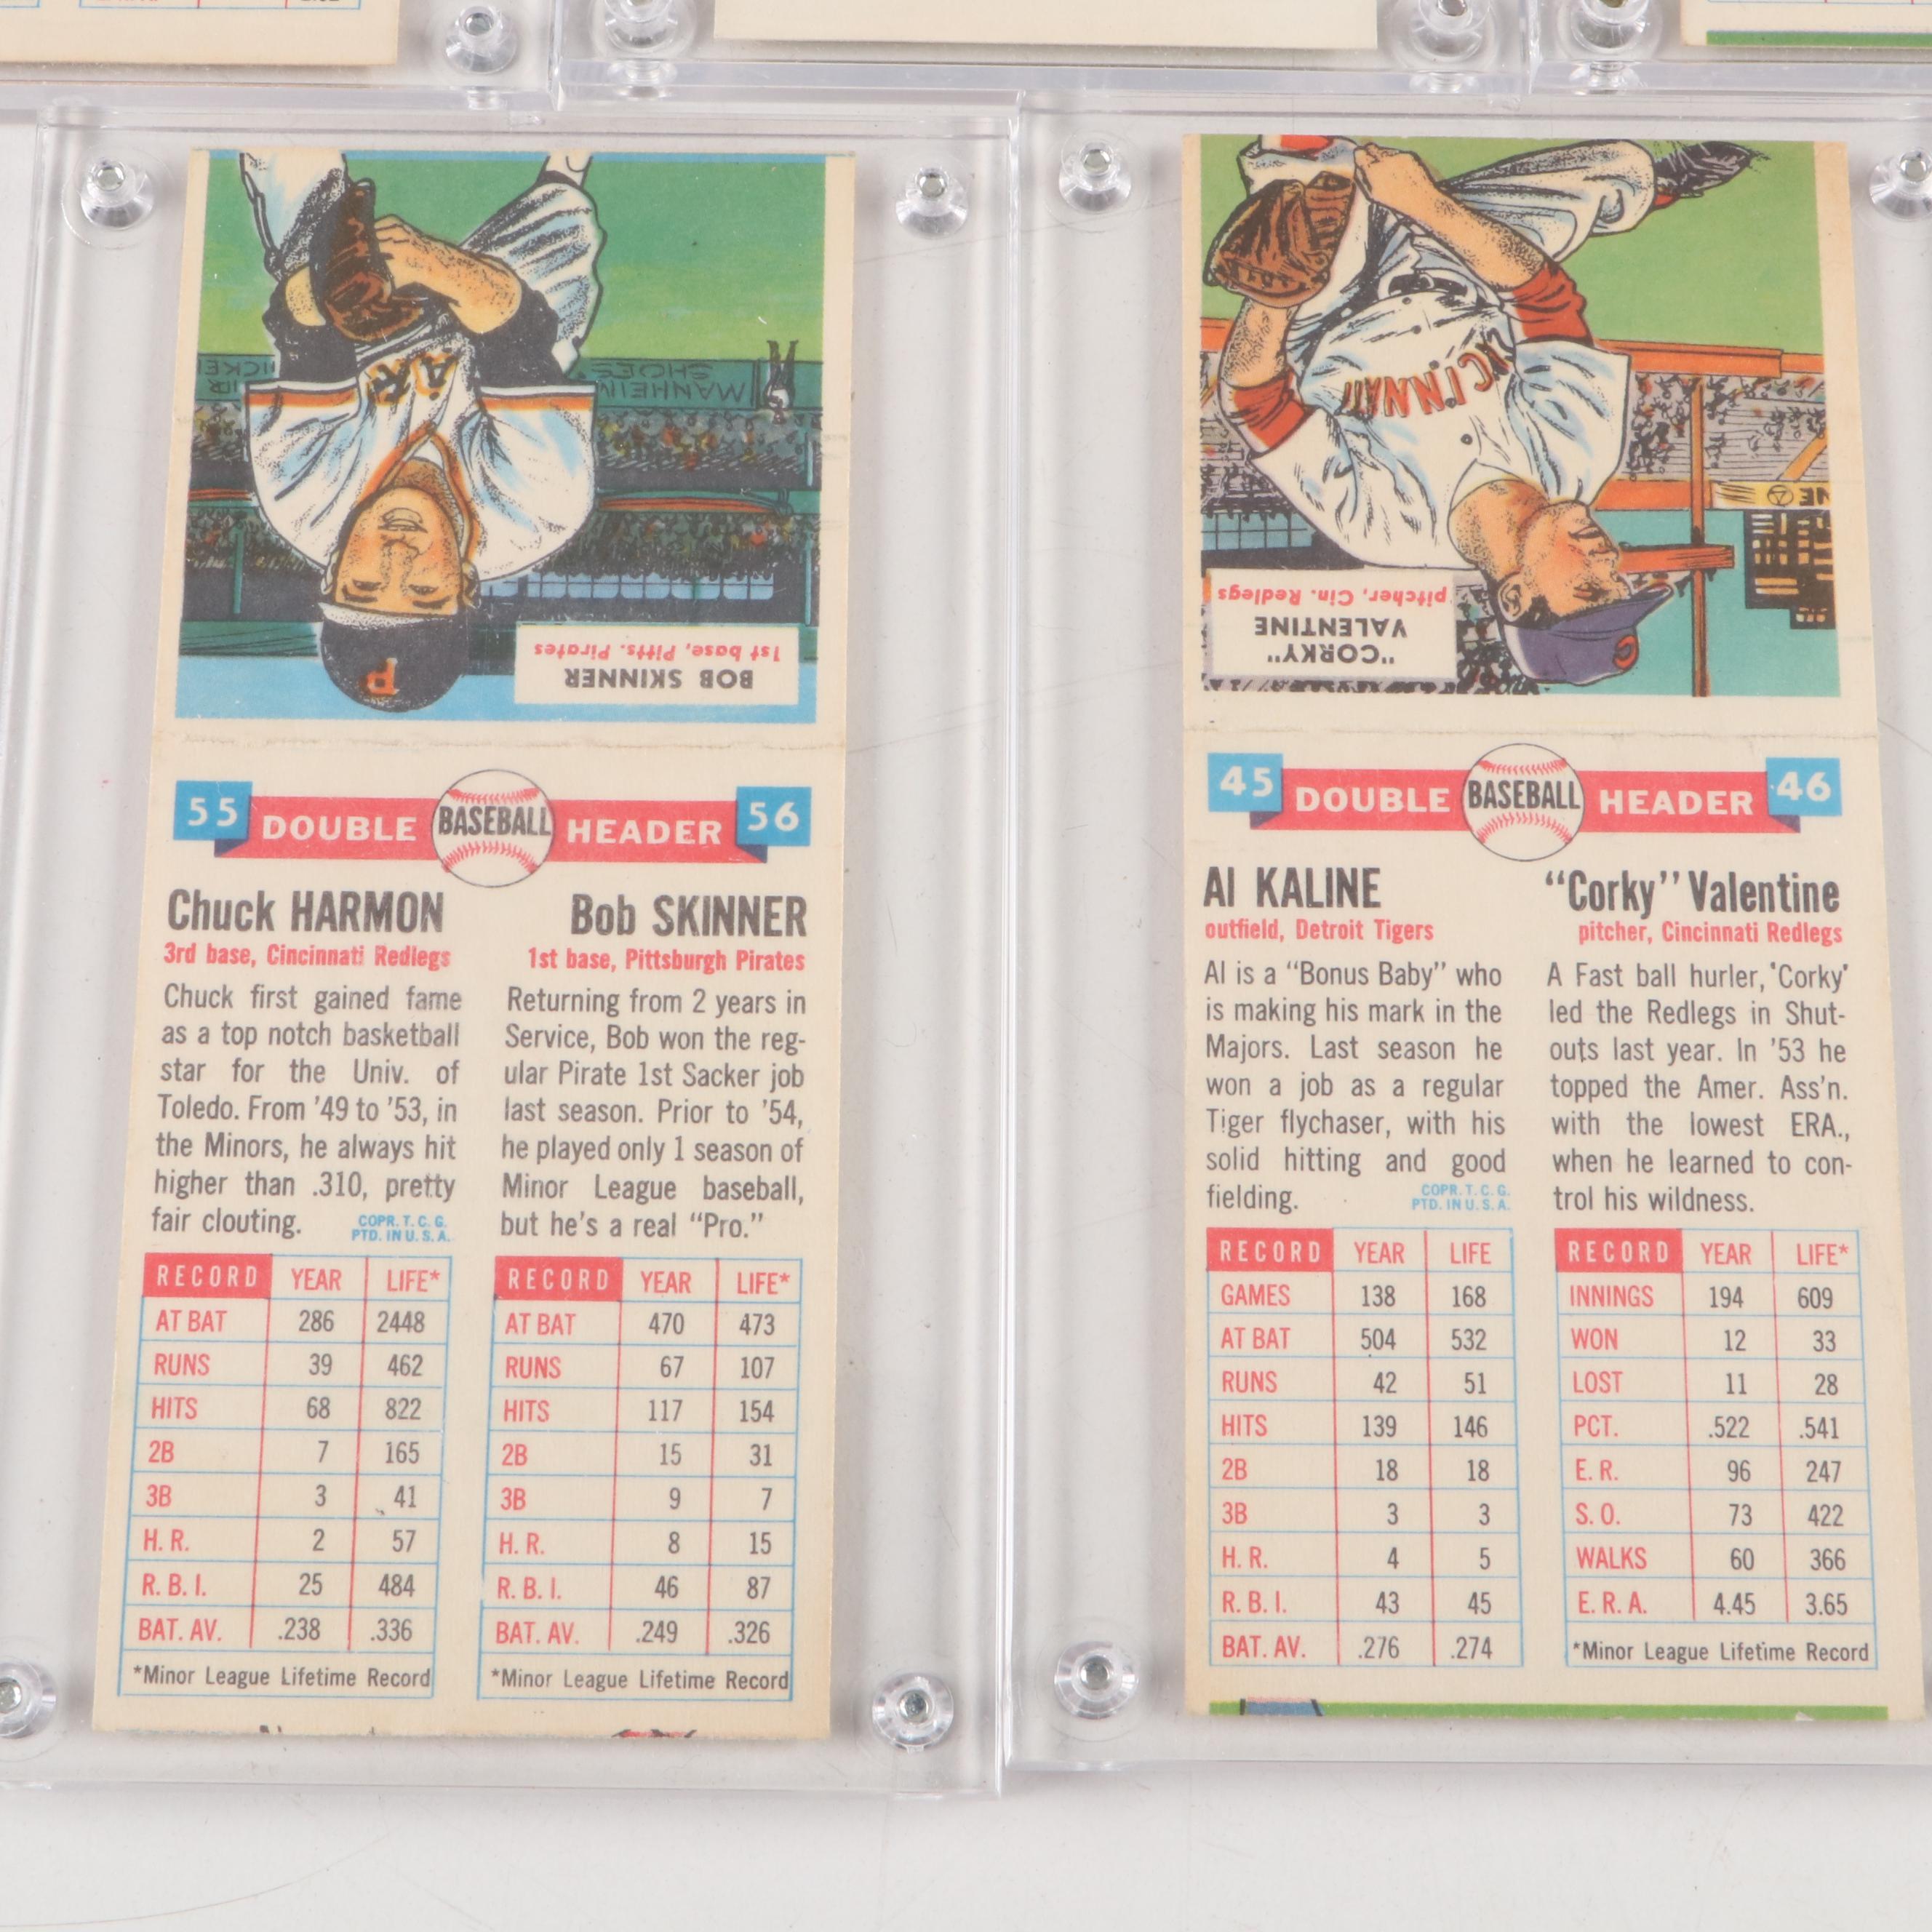 BOB SKINNER
1st base, Pitts. Pirates
MANHEIM
SHOES
P
55 DOUBLE BASEBALL HEADER 56
Chuck HARMON
3rd base, Cincinnati Redlegs
Chuck first gained fame
as a top notch basketball
star for the Univ. of
Toledo. From '49 to '53, in
the Minors, he always hit
higher than .310, pretty
fair clouting.
COPR. T. C. G.
PTD. IN U. S. A.
RECORD YEAR LIFE*
AT BAT 286 2448
RUNS 39 462
HITS 68 822
2B 7 165
3B 3 41
H. R. 2 57
R. B. I. 25 484
BAT. AV. .238 .336
*Minor League Lifetime Record
Bob SKINNER
1st base, Pittsburgh Pirates
Returning from 2 years in
Service, Bob won the reg-
ular Pirate 1st Sacker job
last season. Prior to '54,
he played only 1 season of
Minor League baseball,
but he's a real "Pro."
RECORD YEAR LIFE*
AT BAT 470 473
RUNS 67 107
HITS 117 154
2B 15 31
3B 9 7
H. R. 8 15
R. B. I. 46 87
BAT. AV. .249 .326
*Minor League Lifetime Record
"CORKY"
VALENTINE
pitcher, Cin. Redlegs
45 DOUBLE BASEBALL HEADER 46
Al KALINE
outfield, Detroit Tigers
Al is a "Bonus Baby" who
is making his mark in the
Majors. Last season he
won a job as a regular
Tiger flychaser, with his
solid hitting and good
fielding.
COPR. T. C. G.
PTD. IN U. S. A.
RECORD YEAR LIFE
GAMES 138 168
AT BAT 504 532
RUNS 42 51
HITS 139 146
2B 18 18
3B 3 3
H. R. 4 5
R. B. I. 43 45
BAT. AV. .276 .274
"Corky" Valentine
pitcher, Cincinnati Redlegs
A Fast ball hurler, 'Corky'
led the Redlegs in Shut-
outs last year. In '53 he
topped the Amer. Ass'n.
with the lowest ERA.,
when he learned to con-
trol his wildness.
RECORD YEAR LIFE*
INNINGS 194 609
WON 12 33
LOST 11 28
PCT. .522 .541
E. R. 96 247
S. O. 73 422
WALKS 60 366
E. R. A. 4.45 3.65
*Minor League Lifetime Record